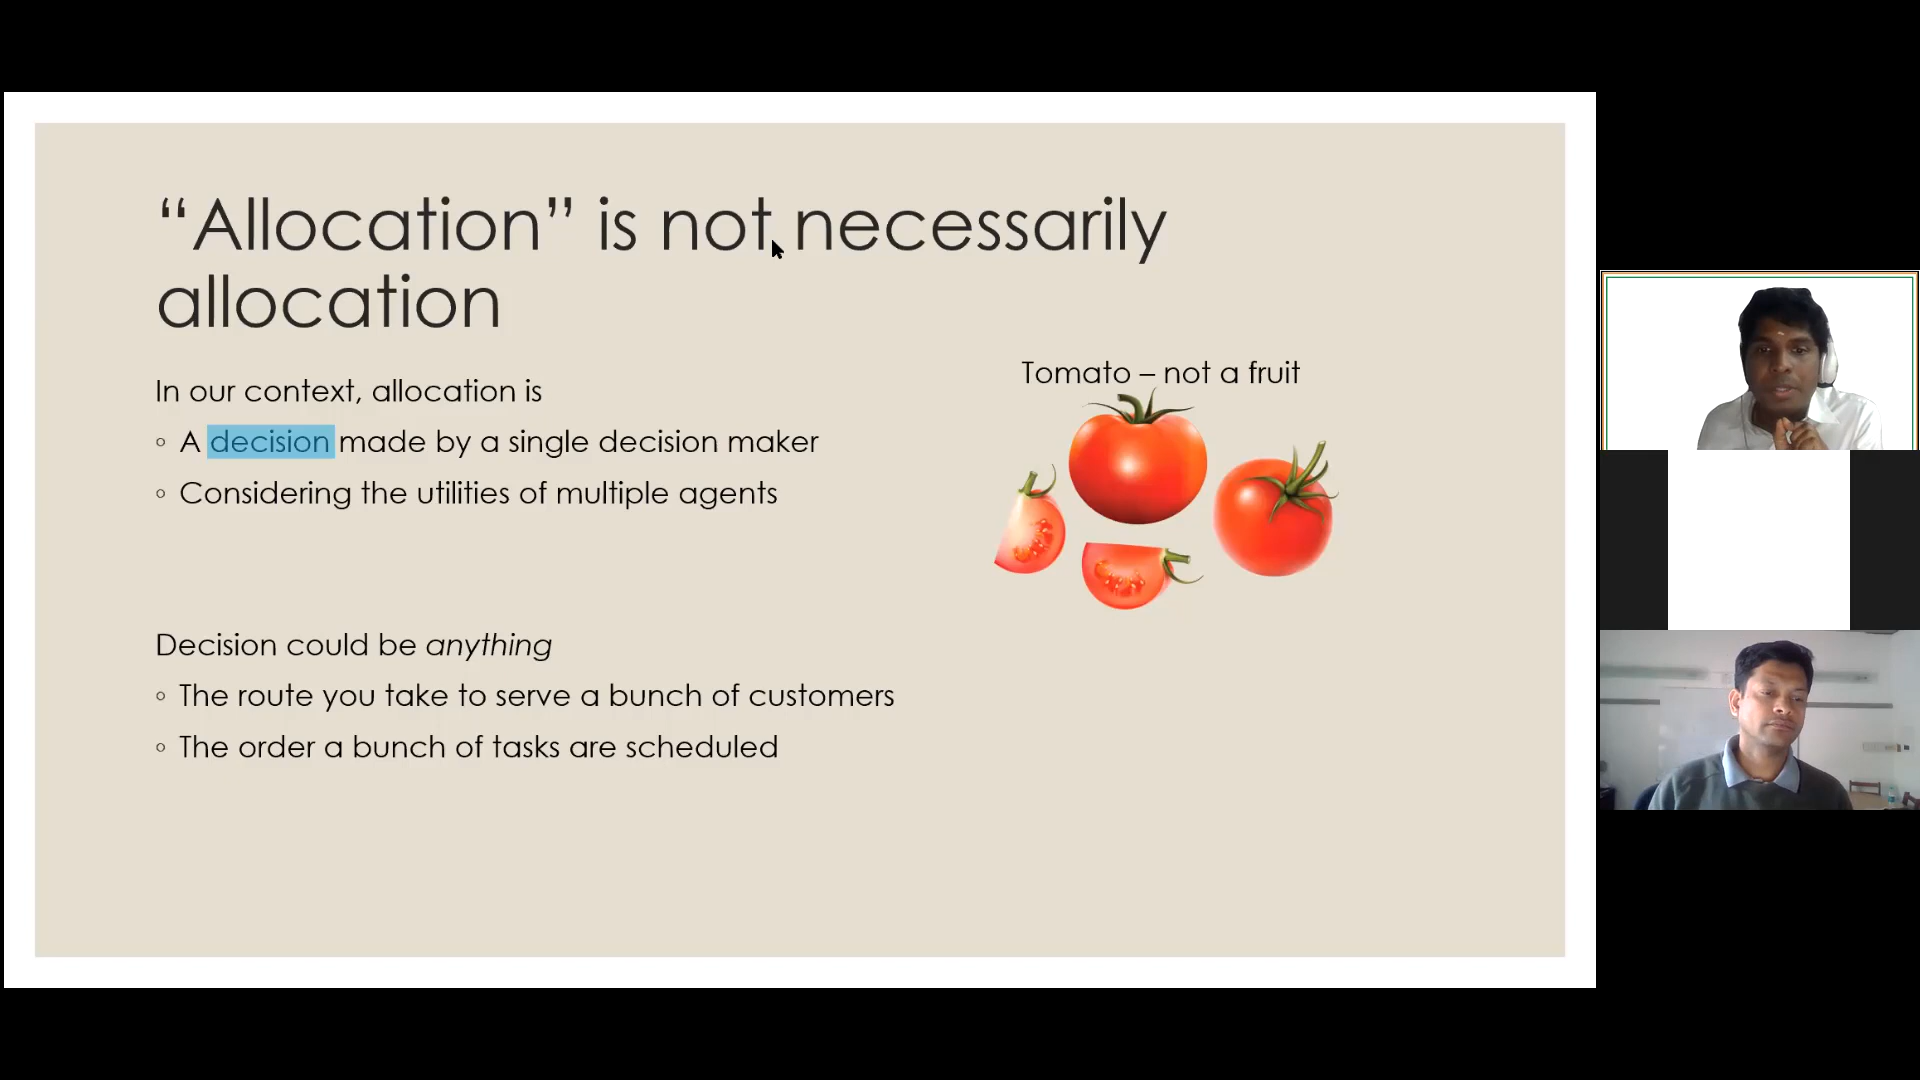 “Allocation” is not necessarily
allocation
In our context, allocation is
◦ A decision made by a single decision maker
◦ Considering the utilities of multiple agents
Tomato – not a fruit
Decision could be anything
◦ The route you take to serve a bunch of customers
◦ The order a bunch of tasks are scheduled